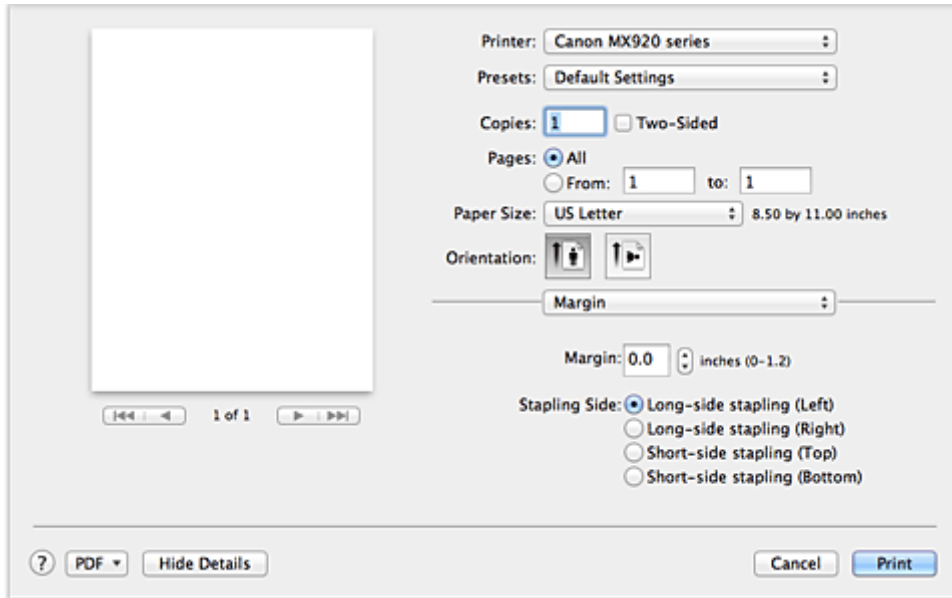 Printer: Canon MX920 series
Presets: Default Settings
Copies: 1 Two-Sided
Pages: All
From: 1 to: 1
Paper Size: US Letter 8.50 by 11.00 inches
Orientation:
Margin
Margin: 0.0 inches (0-1.2)
1 of 1
Stapling Side: Long-side stapling (Left)
Long-side stapling (Right)
Short-side stapling (Top)
Short-side stapling (Bottom)
? PDF Hide Details Cancel Print